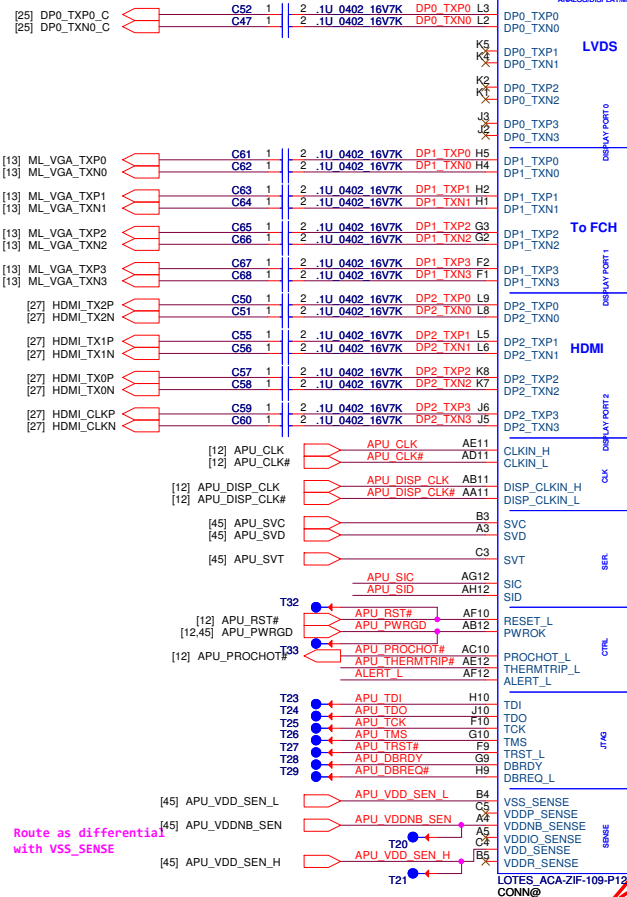 ANALOG/DISPLAY/M
[25] DP0_TXP0_C C52 1 2 .1U_0402_16V7K DP0_TXP0 L3 DP0_TXP0
[25] DP0_TXN0_C C47 1 2 .1U_0402_16V7K DP0_TXN0 L2 DP0_TXN0
LVDS
K5 DP0_TXP1
K4 DP0_TXN1
K2 DP0_TXP2
K1 DP0_TXN2
J3 DP0_TXP3
J2 DP0_TXN3
DISPLAY PORT 0
[13] ML_VGA_TXP0 C61 1 2 .1U_0402_16V7K DP1_TXP0 H5 DP1_TXP0
[13] ML_VGA_TXN0 C62 1 2 .1U_0402_16V7K DP1_TXN0 H4 DP1_TXN0
[13] ML_VGA_TXP1 C63 1 2 .1U_0402_16V7K DP1_TXP1 H2 DP1_TXP1
[13] ML_VGA_TXN1 C64 1 2 .1U_0402_16V7K DP1_TXN1 H1 DP1_TXN1
To FCH
[13] ML_VGA_TXP2 C65 1 2 .1U_0402_16V7K DP1_TXP2 G3 DP1_TXP2
[13] ML_VGA_TXN2 C66 1 2 .1U_0402_16V7K DP1_TXN2 G2 DP1_TXN2
[13] ML_VGA_TXP3 C67 1 2 .1U_0402_16V7K DP1_TXP3 F2 DP1_TXP3
[13] ML_VGA_TXN3 C68 1 2 .1U_0402_16V7K DP1_TXN3 F1 DP1_TXN3
DISPLAY PORT 1
[27] HDMI_TX2P C50 1 2 .1U_0402_16V7K DP2_TXP0 L9 DP2_TXP0
[27] HDMI_TX2N C51 1 2 .1U_0402_16V7K DP2_TXN0 L8 DP2_TXN0
[27] HDMI_TX1P C55 1 2 .1U_0402_16V7K DP2_TXP1 L5 DP2_TXP1
[27] HDMI_TX1N C56 1 2 .1U_0402_16V7K DP2_TXN1 L6 DP2_TXN1
HDMI
[27] HDMI_TX0P C57 1 2 .1U_0402_16V7K DP2_TXP2 K8 DP2_TXP2
[27] HDMI_TX0N C58 1 2 .1U_0402_16V7K DP2_TXN2 K7 DP2_TXN2
[27] HDMI_CLKP C59 1 2 .1U_0402_16V7K DP2_TXP3 J6 DP2_TXP3
[27] HDMI_CLKN C60 1 2 .1U_0402_16V7K DP2_TXN3 J5 DP2_TXN3
DISPLAY PORT 2
[12] APU_CLK APU_CLK AE11 CLKIN_H
[12] APU_CLK# APU_CLK# AD11 CLKIN_L
CLK
[12] APU_DISP_CLK APU_DISP_CLK AB11 DISP_CLKIN_H
[12] APU_DISP_CLK# APU_DISP_CLK# AA11 DISP_CLKIN_L
[45] APU_SVC B3 SVC
[45] APU_SVD A3 SVD
[45] APU_SVT C3 SVT
SER.
APU_SIC AG12 SIC
APU_SID AH12 SID
T32
[12] APU_RST# APU_RST# AF10 RESET_L
[12,45] APU_PWRGD APU_PWRGD AB12 PWROK
T33
CTRL
[12] APU_PROCHOT# APU_PROCHOT# AC10 PROCHOT_L
APU_THERMTRIP# AE12 THERMTRIP_L
ALERT_L AF12 ALERT_L
T23 APU_TDI H10 TDI
T24 APU_TDO J10 TDO
T25 APU_TCK F10 TCK
T26 APU_TMS G10 TMS
T27 APU_TRST# F9 TRST_L
T28 APU_DBRDY G9 DBRDY
T29 APU_DBREQ# H9 DBREQ_L
JTAG
[45] APU_VDD_SEN_L APU_VDD_SEN_L B4 VSS_SENSE
C5 VDDP_SENSE
[45] APU_VDDNB_SEN APU_VDDNB_SEN A4 VDDNB_SENSE
T20 A5 VDDIO_SENSE
[45] APU_VDD_SEN_H APU_VDD_SEN_H C4 VDD_SENSE
B5 VDDR_SENSE
T21
SENSE
Route as differential
with VSS_SENSE
LOTES_ACA-ZIF-109-P12
CONN@